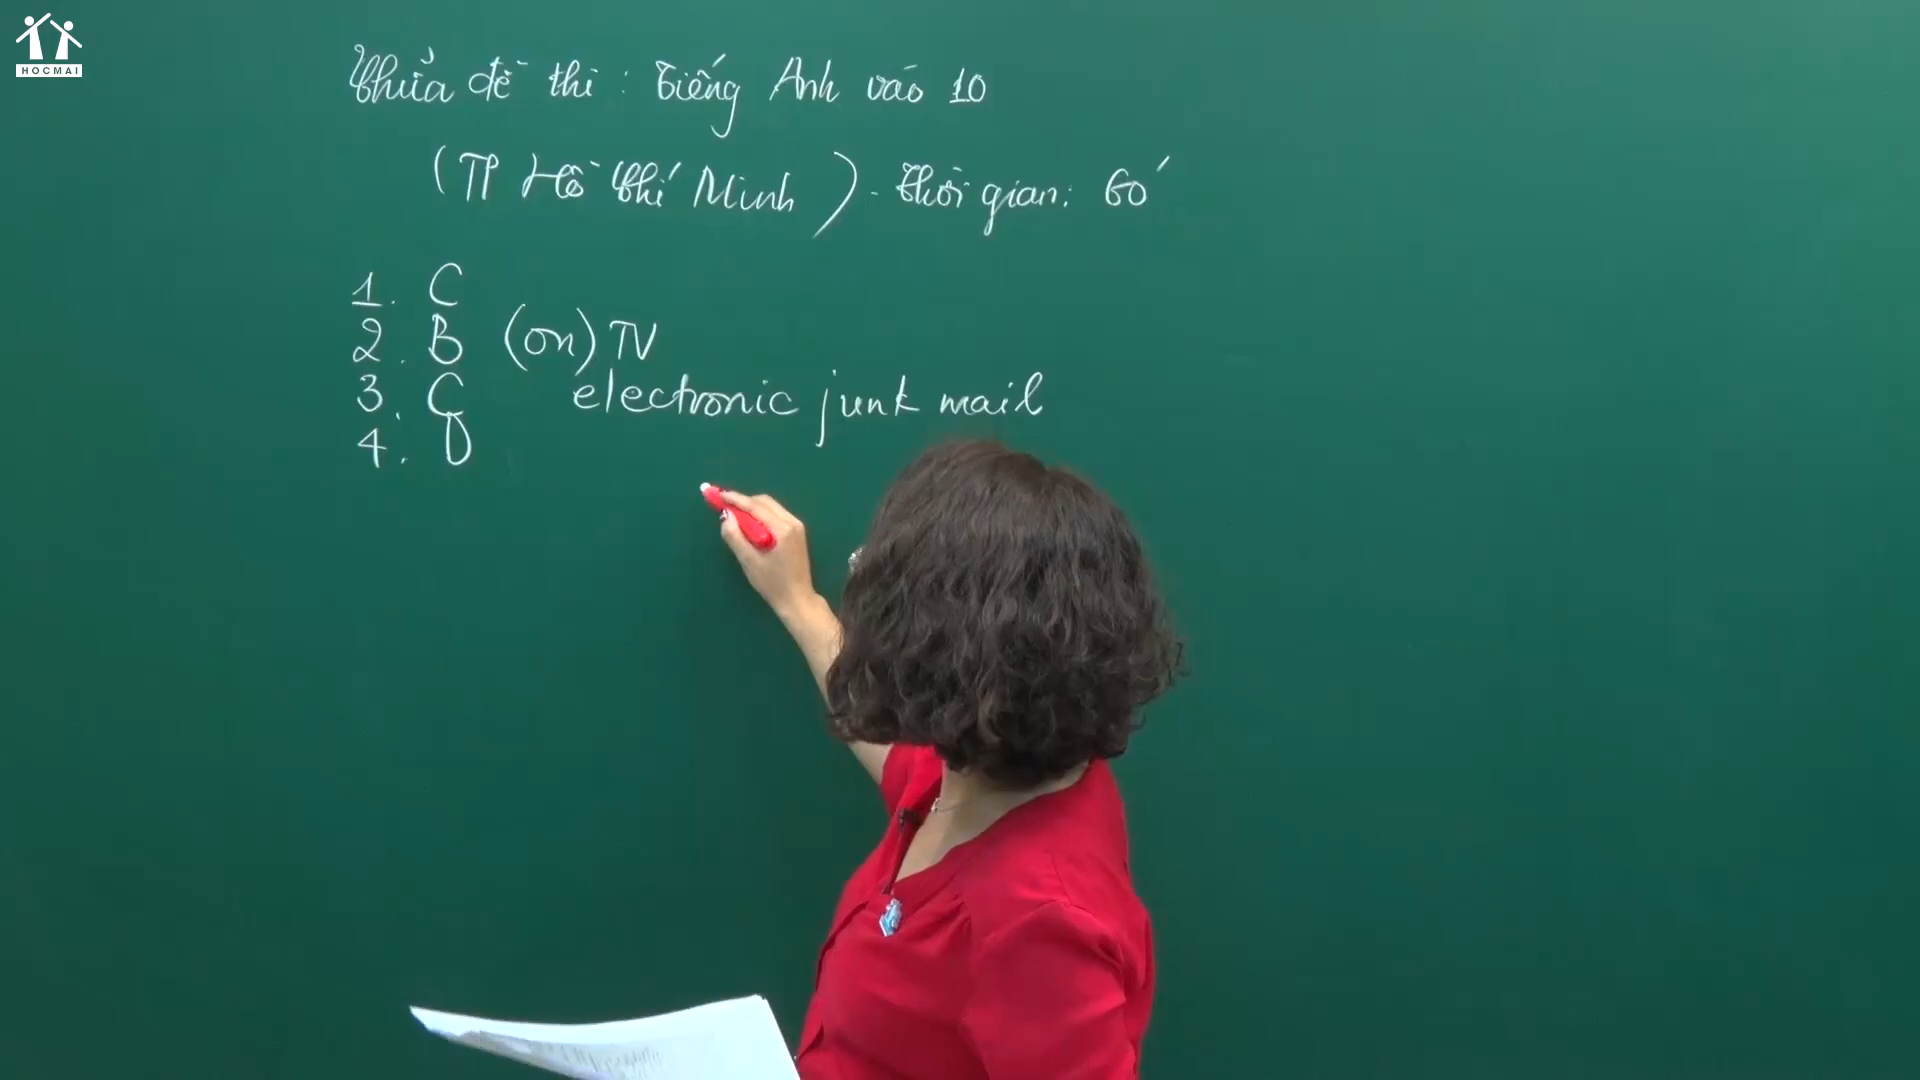 HOCMAI
Chữa đề thi : Tiếng Anh vào 10
(TP Hồ Chí Minh) - Thời gian: 60'
1. C
2. B (on) TV
3. C electronic junk mail
4. D